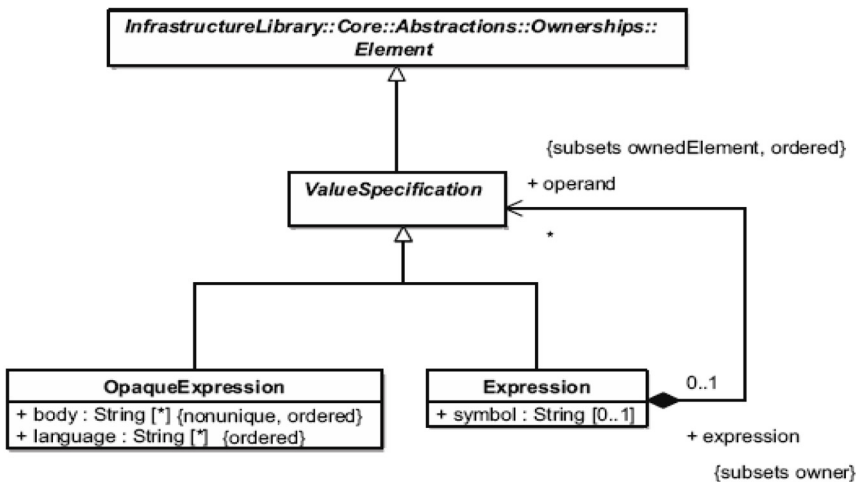 InfrastructureLibrary::Core::Abstractions::Ownerships::
Element
{subsets ownedElement, ordered}
ValueSpecification
+ operand
*
OpaqueExpression
+ body : String [*] {nonunique, ordered}
+ language : String [*] {ordered}
Expression
+ symbol : String [0..1]
0..1
+ expression
{subsets owner}